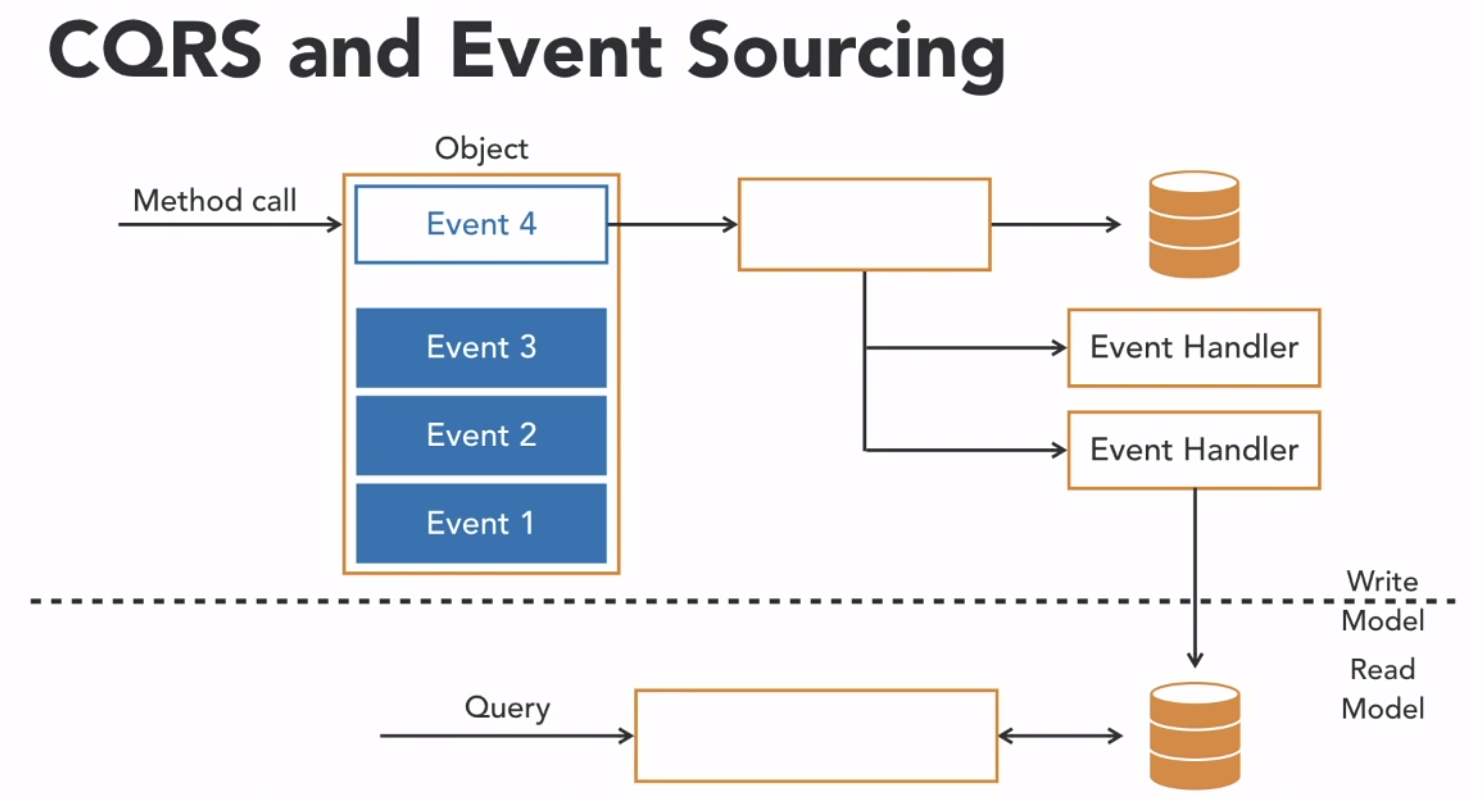 CQRS and Event Sourcing
Object
Method call
Event 4
Event 3
Event Handler
Event 2
Event Handler
Event 1
Write
Model
Read
Model
Query